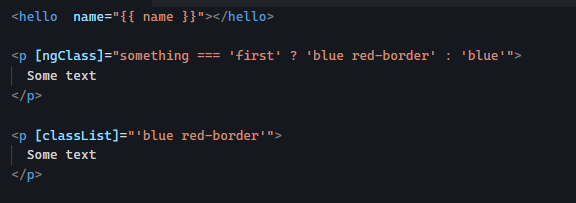 <hello  name="{{ name }}"></hello>
<p [ngClass]="something === 'first' ? 'blue red-border' : 'blue'">
Some text
</p>
<p [classList]="'blue red-border'">
Some text
</p>